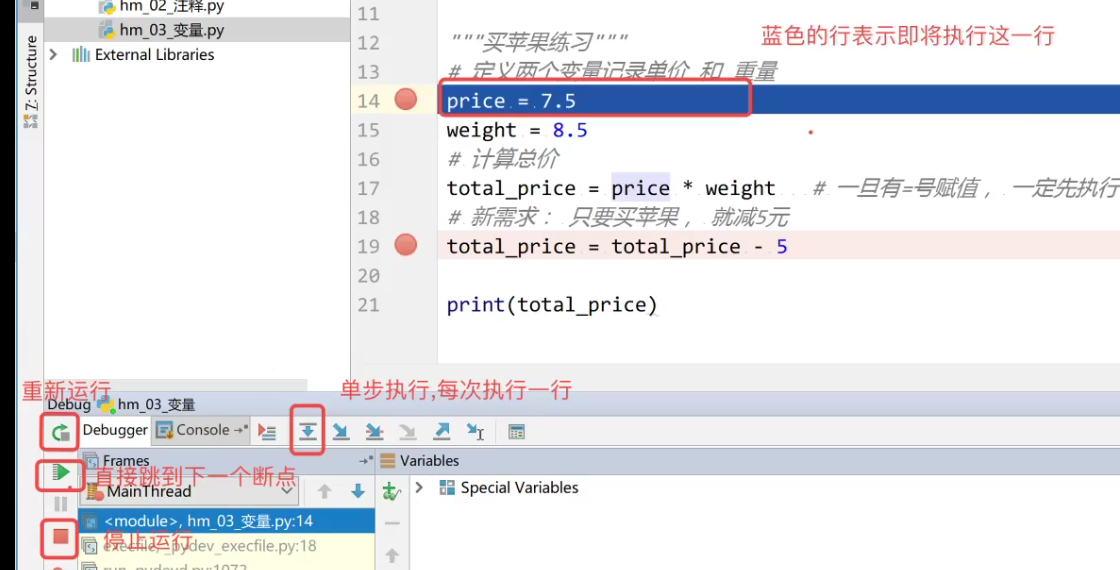 hm_02_注释.py
hm_03_变量.py
External Libraries
Z: Structure
11
12 """买苹果练习"""
蓝色的行表示即将执行这一行
13 # 定义两个变量记录单价 和 重量
14 price = 7.5
15 weight = 8.5
16 # 计算总价
17 total_price = price * weight # 一旦有=号赋值， 一定先执行
18 # 新需求： 只要买苹果， 就减5元
19 total_price = total_price - 5
20
21 print(total_price)
重新运行
单步执行,每次执行一行
Debug hm_03_变量
Debugger Console
Frames
Variables
直接跳到下一个断点
MainThread
Special Variables
<module>, hm_03_变量.py:14
停止运行
execfile, _pydev_execfile.py:18
run, pydevd.py:1072